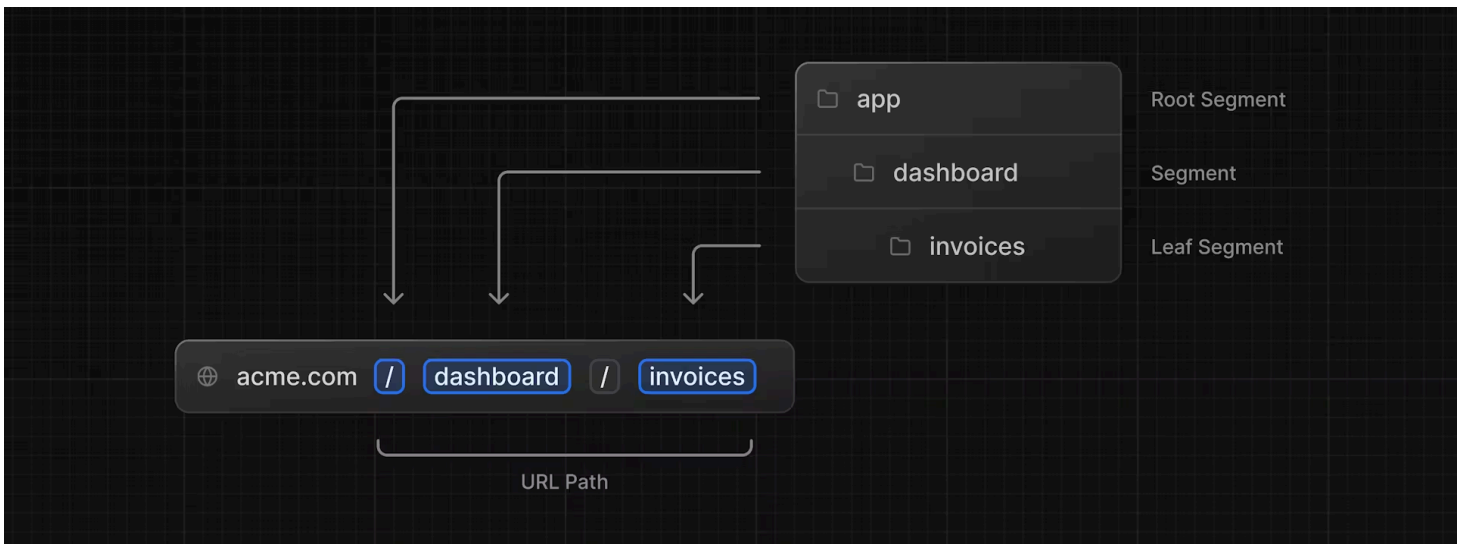 app Root Segment
dashboard Segment
invoices Leaf Segment
acme.com / dashboard / invoices
URL Path